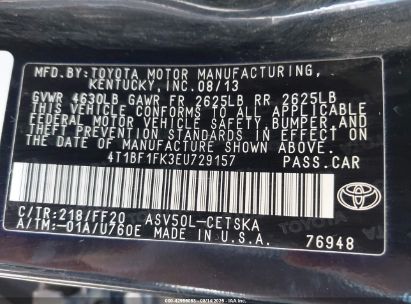 MFD. BY: TOYOTA MOTOR MANUFACTURING,
KENTUCKY, INC. 08/13
GVWR 4630LB GAWR FR 2625LB RR 2625LB
THIS VEHICLE CONFORMS TO ALL APPLICABLE
FEDERAL MOTOR VEHICLE SAFETY, BUMPER, AND
THEFT PREVENTION STANDARDS IN EFFECT ON THE
DATE OF MANUFACTURE SHOWN ABOVE.
4T1BF1FK3EU729157 PASS.CAR
C/TR:218/FF20 ASV50L-CETSKA
A/TM:-01A/U760E MADE IN U.S.A. 76948